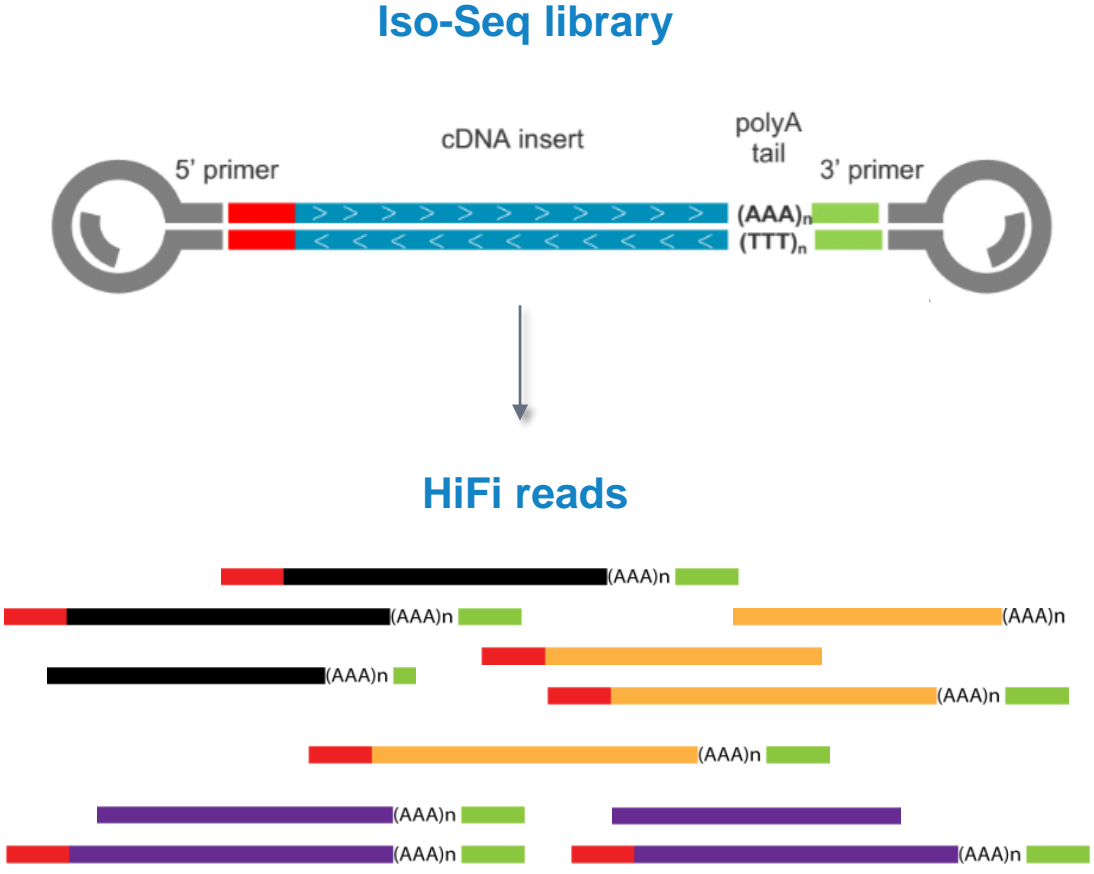 Iso-Seq library
polyA
tail
cDNA insert
5’ primer
3’ primer
> > > > > > > > > > > > >
(AAA)n
< < < < < < < < < < < < <
(TTT)n
HiFi reads
(AAA)n
(AAA)n
(AAA)n
(AAA)n
(AAA)n
(AAA)n
(AAA)n
(AAA)n
(AAA)n